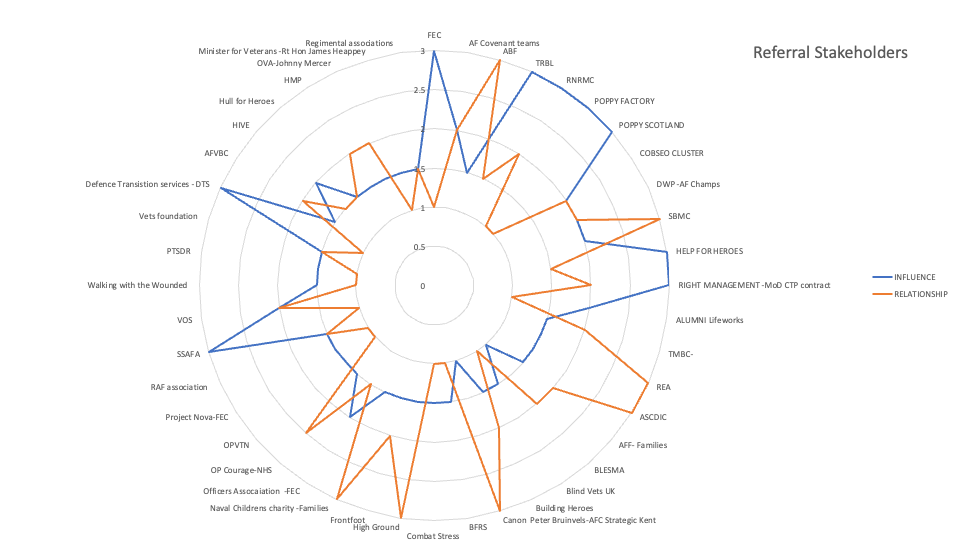 Referral Stakeholders
FEC
AF Covenant teams
ABF
TRBL
RNRMC
POPPY FACTORY
POPPY SCOTLAND
COBSEO CLUSTER
DWP -AF Champs
SBMC
HELP FOR HEROES
RIGHT MANAGEMENT -MoD CTP contract
ALUMNI Lifeworks
TMBC-
REA
ASCDIC
AFF- Families
BLESMA
Blind Vets UK
Building Heroes
Canon Peter Bruinvels-AFC Strategic Kent
BFRS
Combat Stress
High Ground
Frontfoot
Naval Childrens charity -Families
Officers Assocaiation -FEC
OP Courage-NHS
OPVTN
Project Nova-FEC
RAF association
SSAFA
VOS
Walking with the Wounded
PTSDR
Vets foundation
Defence Transistion services - DTS
AFVBC
HIVE
Hull for Heroes
HMP
OVA-Johnny Mercer
Minister for Veterans -Rt Hon James Heappey
Regimental associations
3
2.5
2
1.5
1
0.5
0
INFLUENCE
RELATIONSHIP